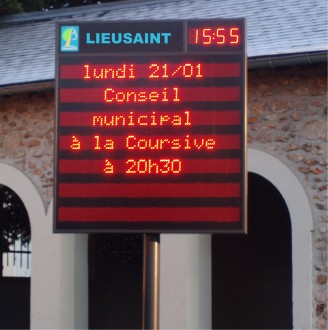 LIEUSAINT 15:55
lundi 21/01
Conseil
municipal
à la Coursive
à 20h30